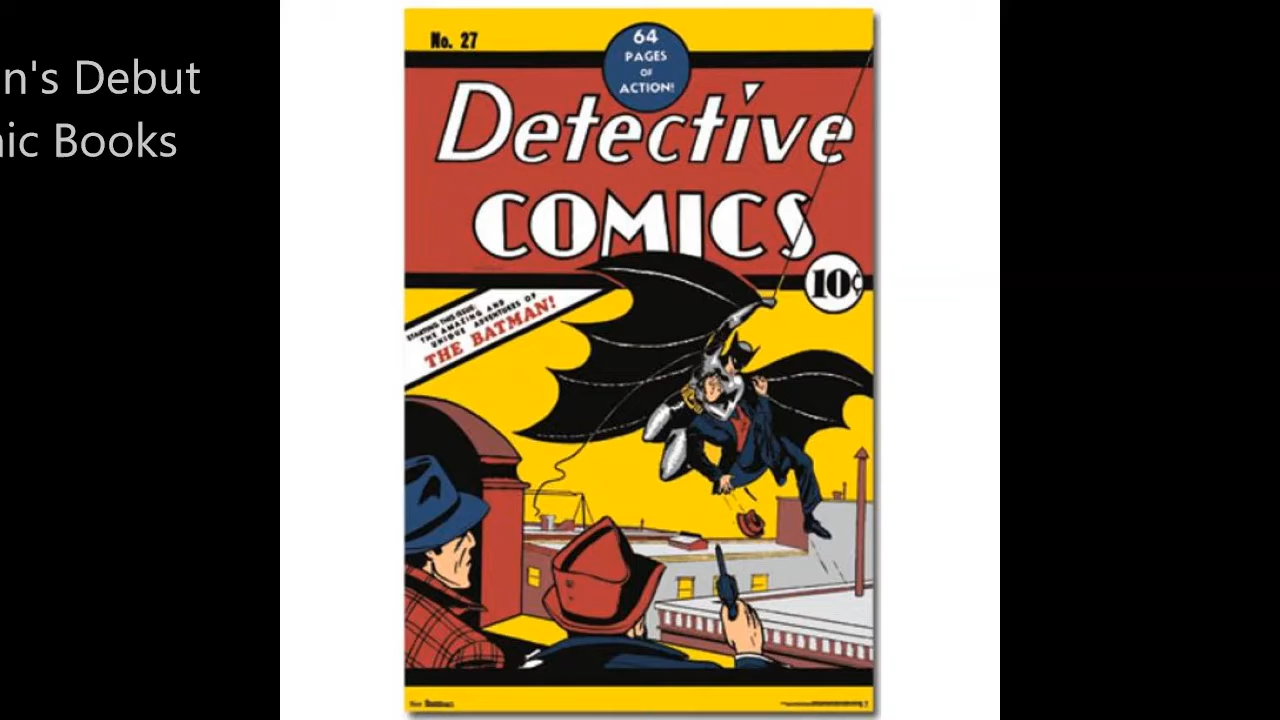 n's Debut
ic Books
No. 27
64
PAGES
OF
ACTION!
Detective
COMICS
10¢
STARTING THIS ISSUE:
THE AMAZING AND
UNIQUE ADVENTURES OF
THE BATMAN!